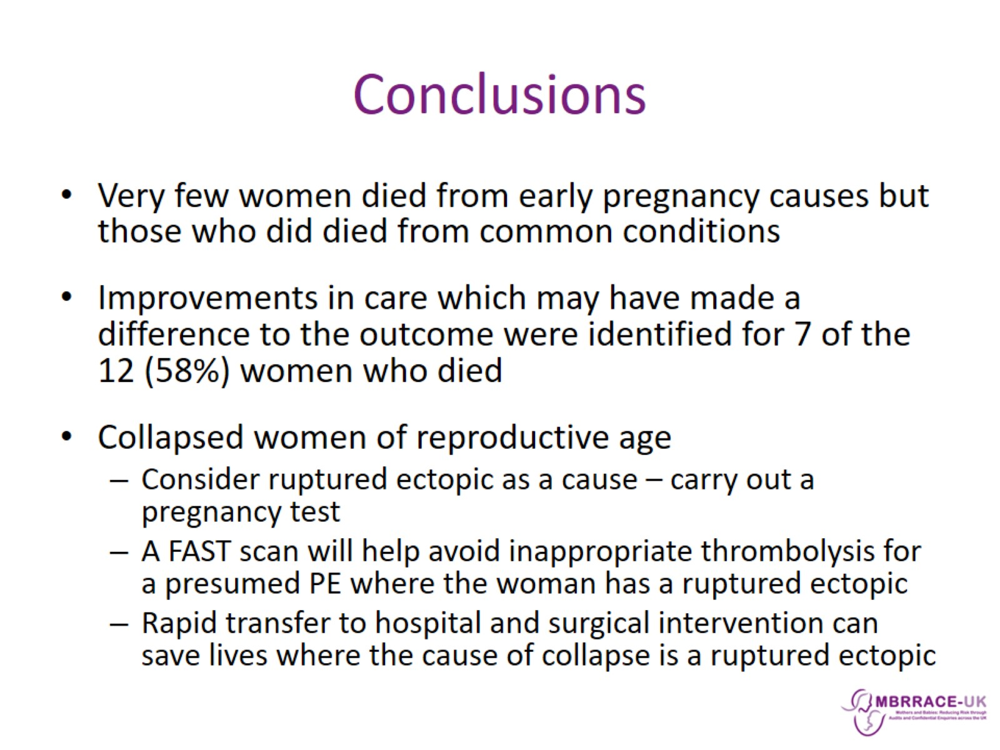 Conclusions
• Very few women died from early pregnancy causes but
those who did died from common conditions
• Improvements in care which may have made a
difference to the outcome were identified for 7 of the
12 (58%) women who died
• Collapsed women of reproductive age
– Consider ruptured ectopic as a cause – carry out a
pregnancy test
– A FAST scan will help avoid inappropriate thrombolysis for
a presumed PE where the woman has a ruptured ectopic
– Rapid transfer to hospital and surgical intervention can
save lives where the cause of collapse is a ruptured ectopic
MBRRACE-UK
Mothers and Babies: Reducing Risk through
Audits and Confidential Enquiries across the UK